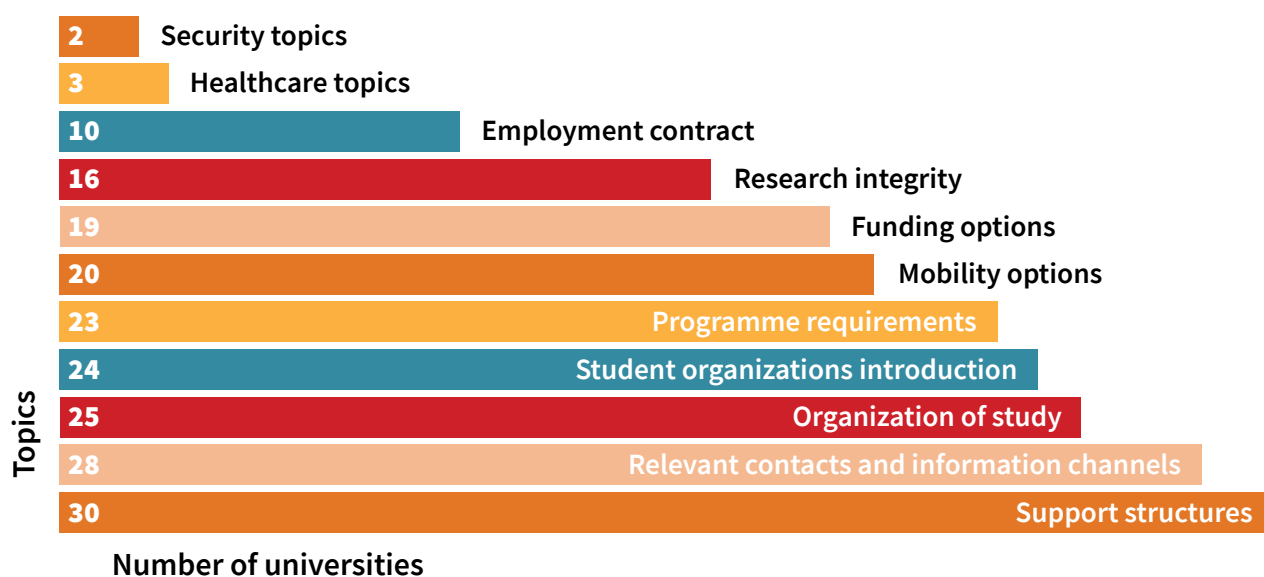 2 Security topics
3 Healthcare topics
10 Employment contract
16 Research integrity
19 Funding options
20 Mobility options
23 Programme requirements
24 Student organizations introduction
25 Organization of study
28 Relevant contacts and information channels
30 Support structures
Topics
Number of universities